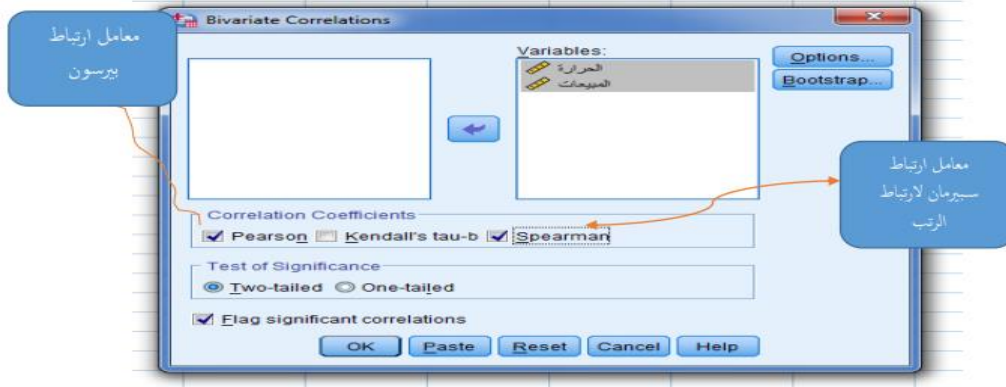 معامل ارتباط
بيرسون
Bivariate Correlations
Variables:
الحرارة
المبيعات
Options...
Bootstrap...
معامل ارتباط
سبيرمان لارتباط
الرتب
Correlation Coefficients
Pearson Kendall's tau-b Spearman
Test of Significance
Two-tailed One-tailed
Flag significant correlations
OK Paste Reset Cancel Help